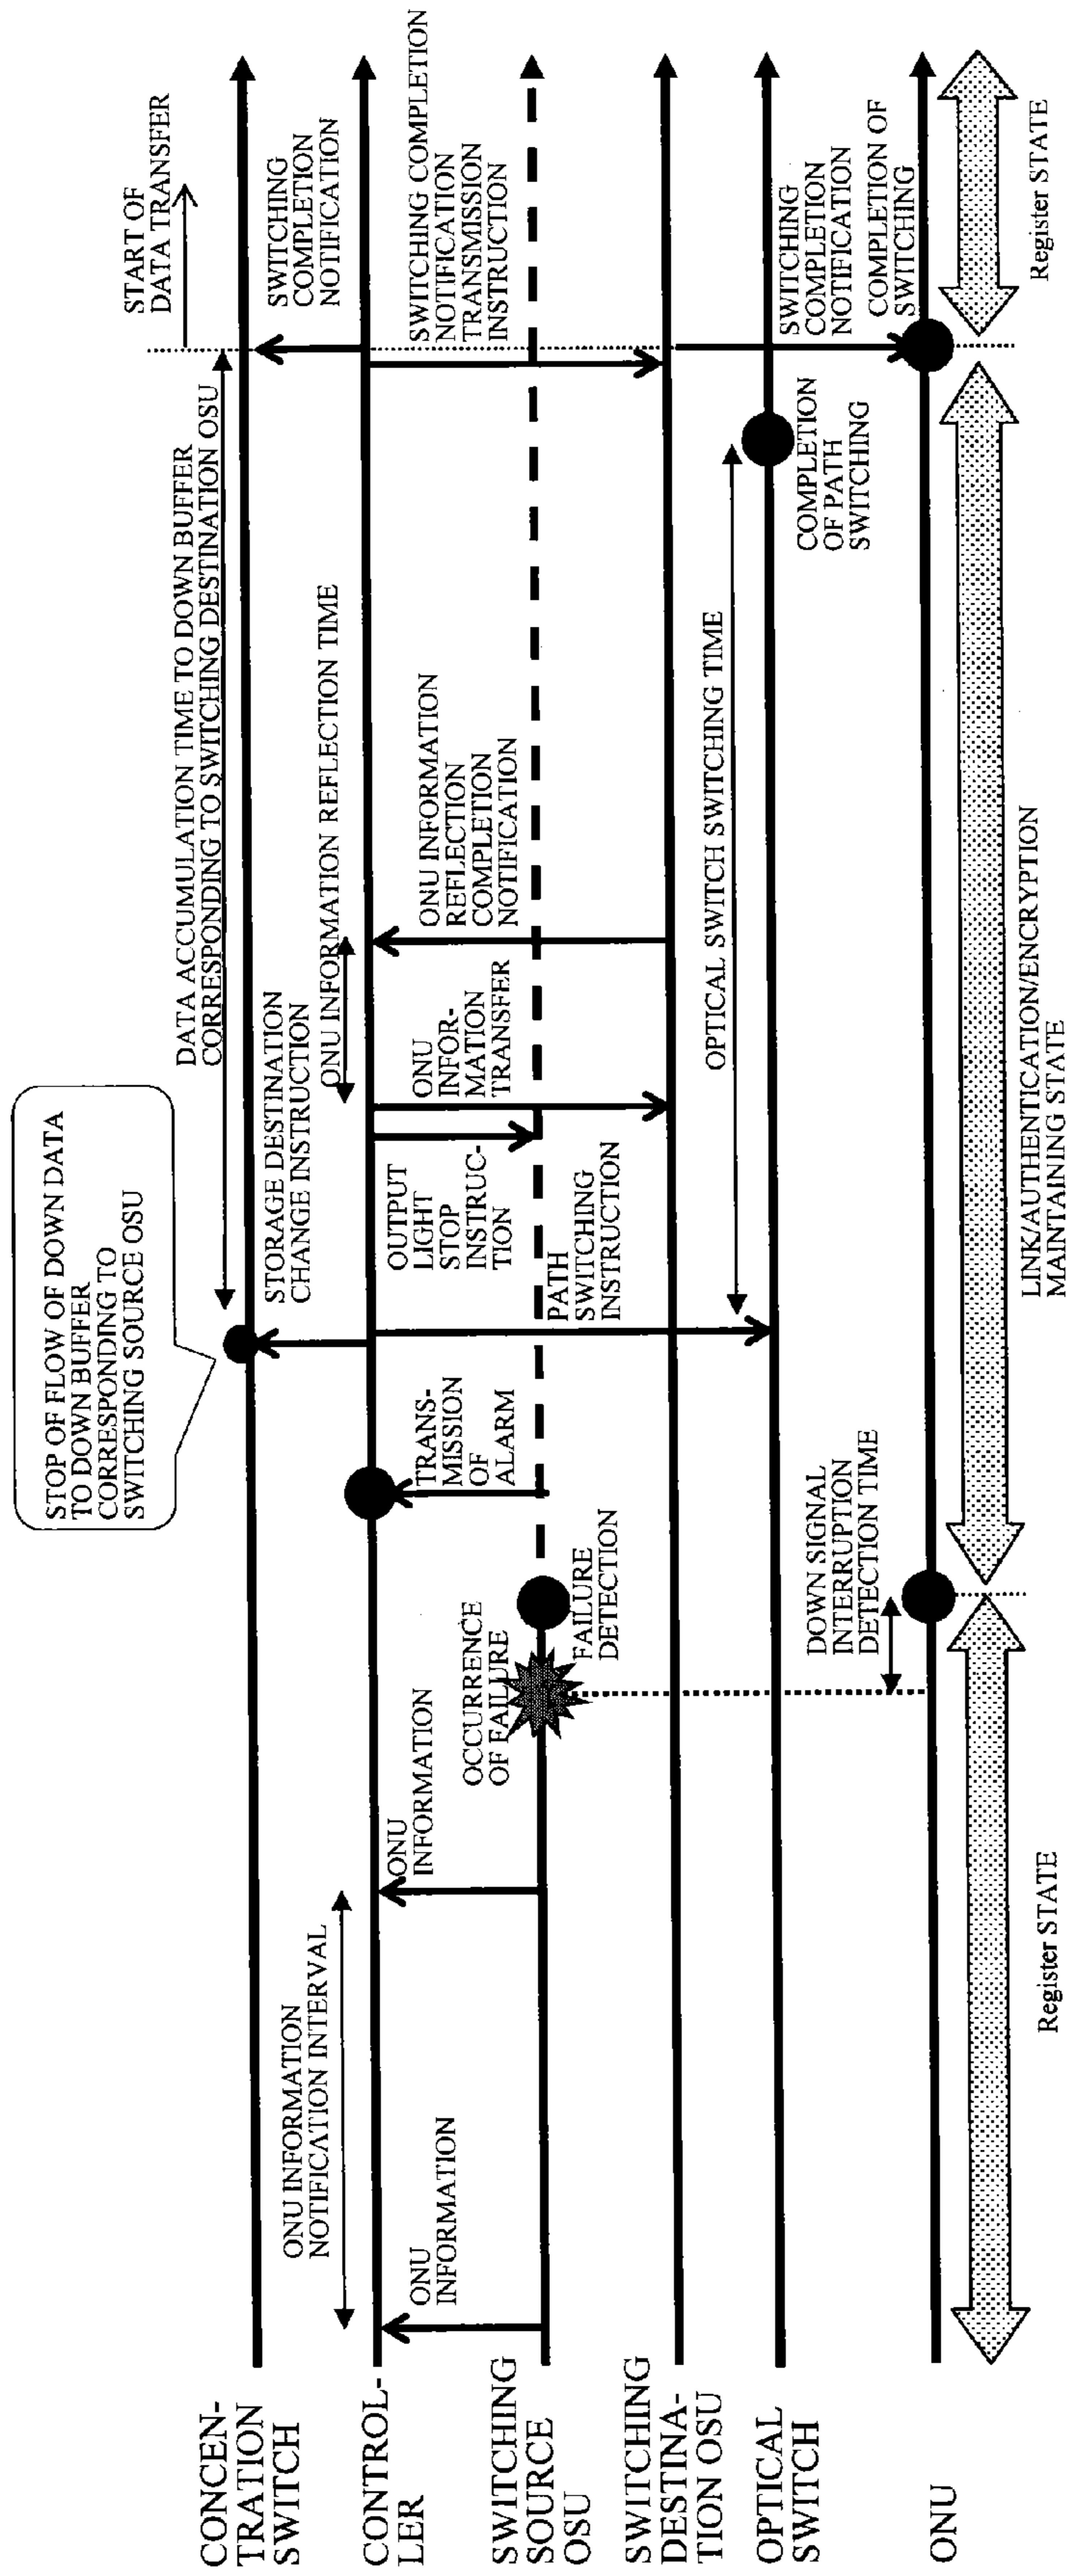 CONCEN-
TRATION
SWITCH
CONTROL-
LER
SWITCHING
SOURCE
OSU
SWITCHING
DESTINA-
TION OSU
OPTICAL
SWITCH
ONU
ONU INFORMATION
NOTIFICATION INTERVAL
ONU
INFORMATION
ONU
INFORMATION
OCCURRENCE
OF FAILURE
FAILURE
DETECTION
DOWN SIGNAL
INTERRUPTION
DETECTION TIME
Register STATE
TRANS-
MISSION
OF
ALARM
STOP OF FLOW OF DOWN DATA
TO DOWN BUFFER
CORRESPONDING TO
SWITCHING SOURCE OSU
STORAGE DESTINATION
CHANGE INSTRUCTION
PATH
SWITCHING
INSTRUCTION
OUTPUT
LIGHT
STOP
INSTRUC-
TION
ONU
INFOR-
MATION
TRANSFER
ONU INFORMATION REFLECTION TIME
ONU INFORMATION
REFLECTION
COMPLETION
NOTIFICATION
DATA ACCUMULATION TIME TO DOWN BUFFER
CORRESPONDING TO SWITCHING DESTINATION OSU
OPTICAL SWITCH SWITCHING TIME
LINK/AUTHENTICATION/ENCRYPTION
MAINTAINING STATE
COMPLETION
OF PATH
SWITCHING
START OF
DATA TRANSFER
SWITCHING
COMPLETION
NOTIFICATION
SWITCHING COMPLETION
NOTIFICATION
TRANSMISSION
INSTRUCTION
SWITCHING
COMPLETION
NOTIFICATION
COMPLETION OF
SWITCHING
Register STATE